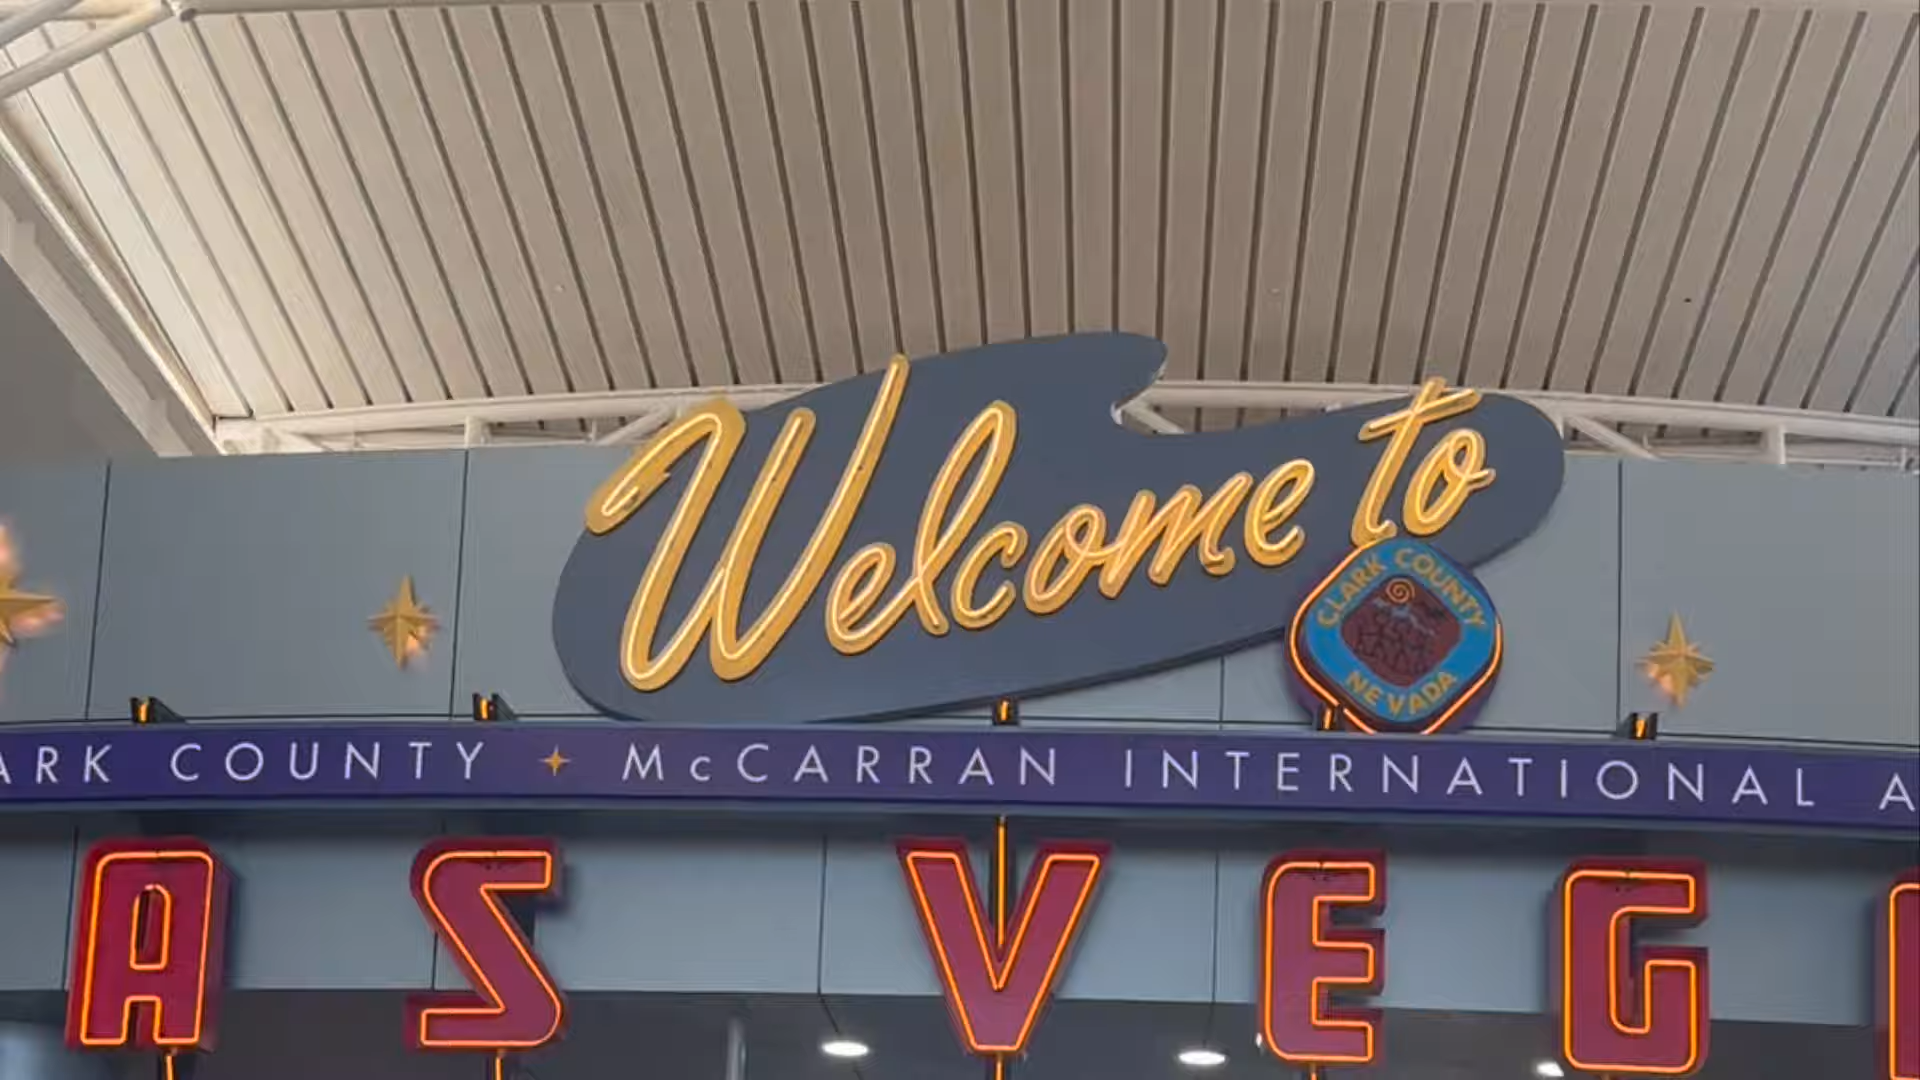 Welcome to
CLARK COUNTY
NEVADA
ARK COUNTY ✦ McCARRAN INTERNATIONAL A
AS VEG